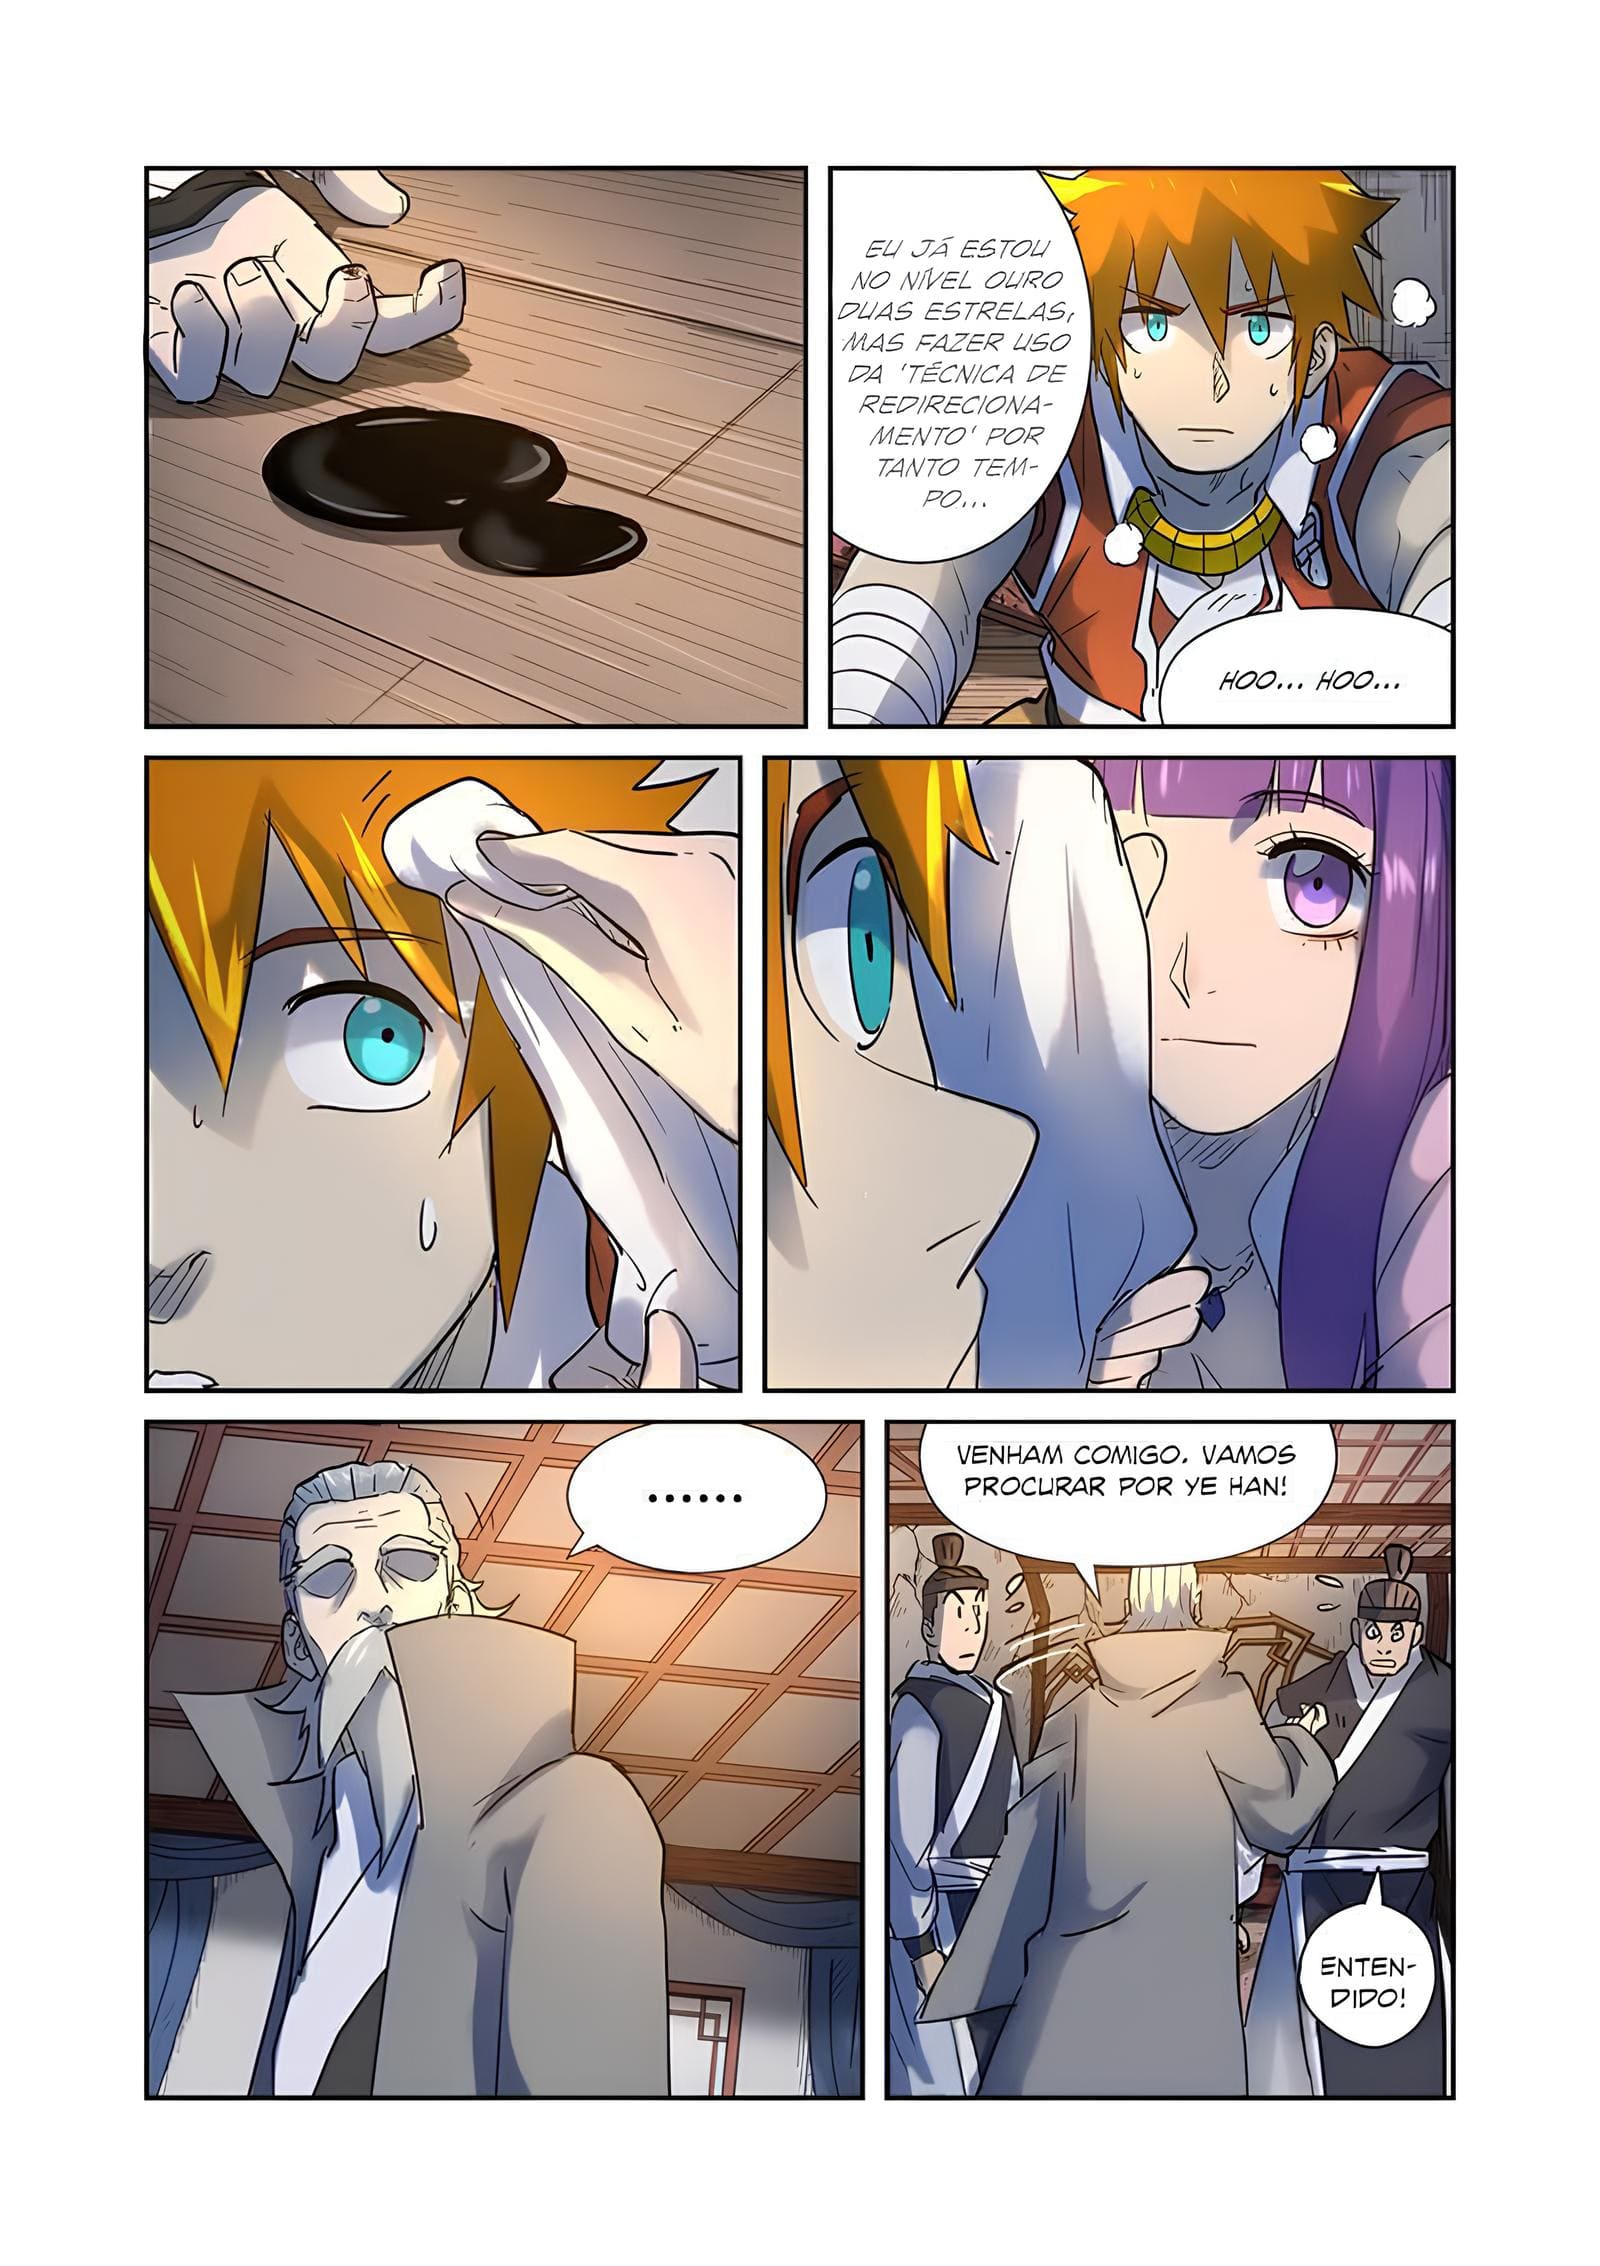 EU JÁ ESTOU
NO NÍVEL OURO
DUAS ESTRELAS,
MAS FAZER USO
DA 'TÉCNICA DE
REDIRECIONA-
MENTO' POR
TANTO TEM-
PO...
HOO... HOO...
......
VENHAM COMIGO. VAMOS
PROCURAR POR YE HAN!
ENTEN-
DIDO!